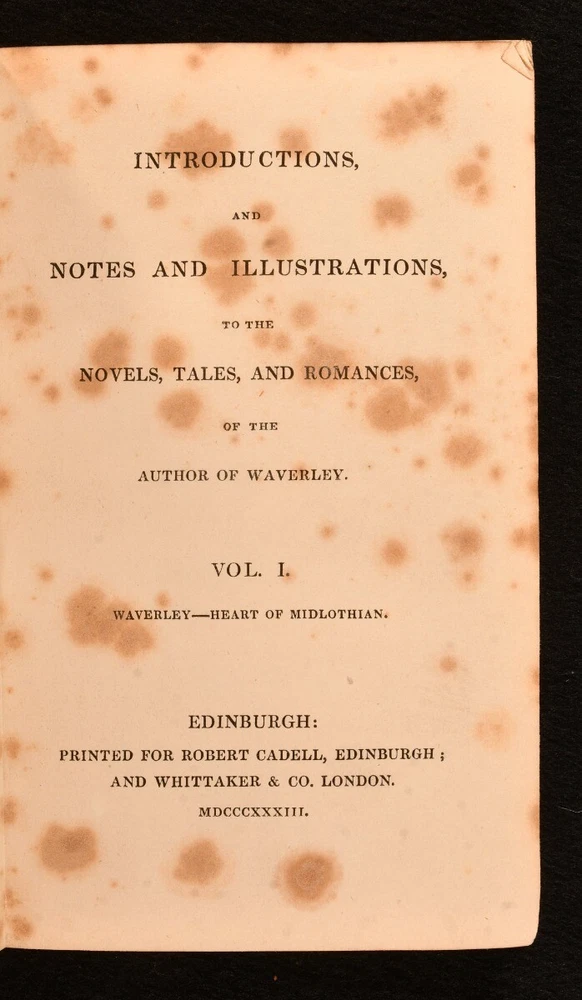 INTRODUCTIONS,
AND
NOTES AND ILLUSTRATIONS,
TO THE
NOVELS, TALES, AND ROMANCES,
OF THE
AUTHOR OF WAVERLEY.
VOL. I.
WAVERLEY—HEART OF MIDLOTHIAN.
EDINBURGH:
PRINTED FOR ROBERT CADELL, EDINBURGH;
AND WHITTAKER & CO. LONDON.
MDCCCXXXIII.